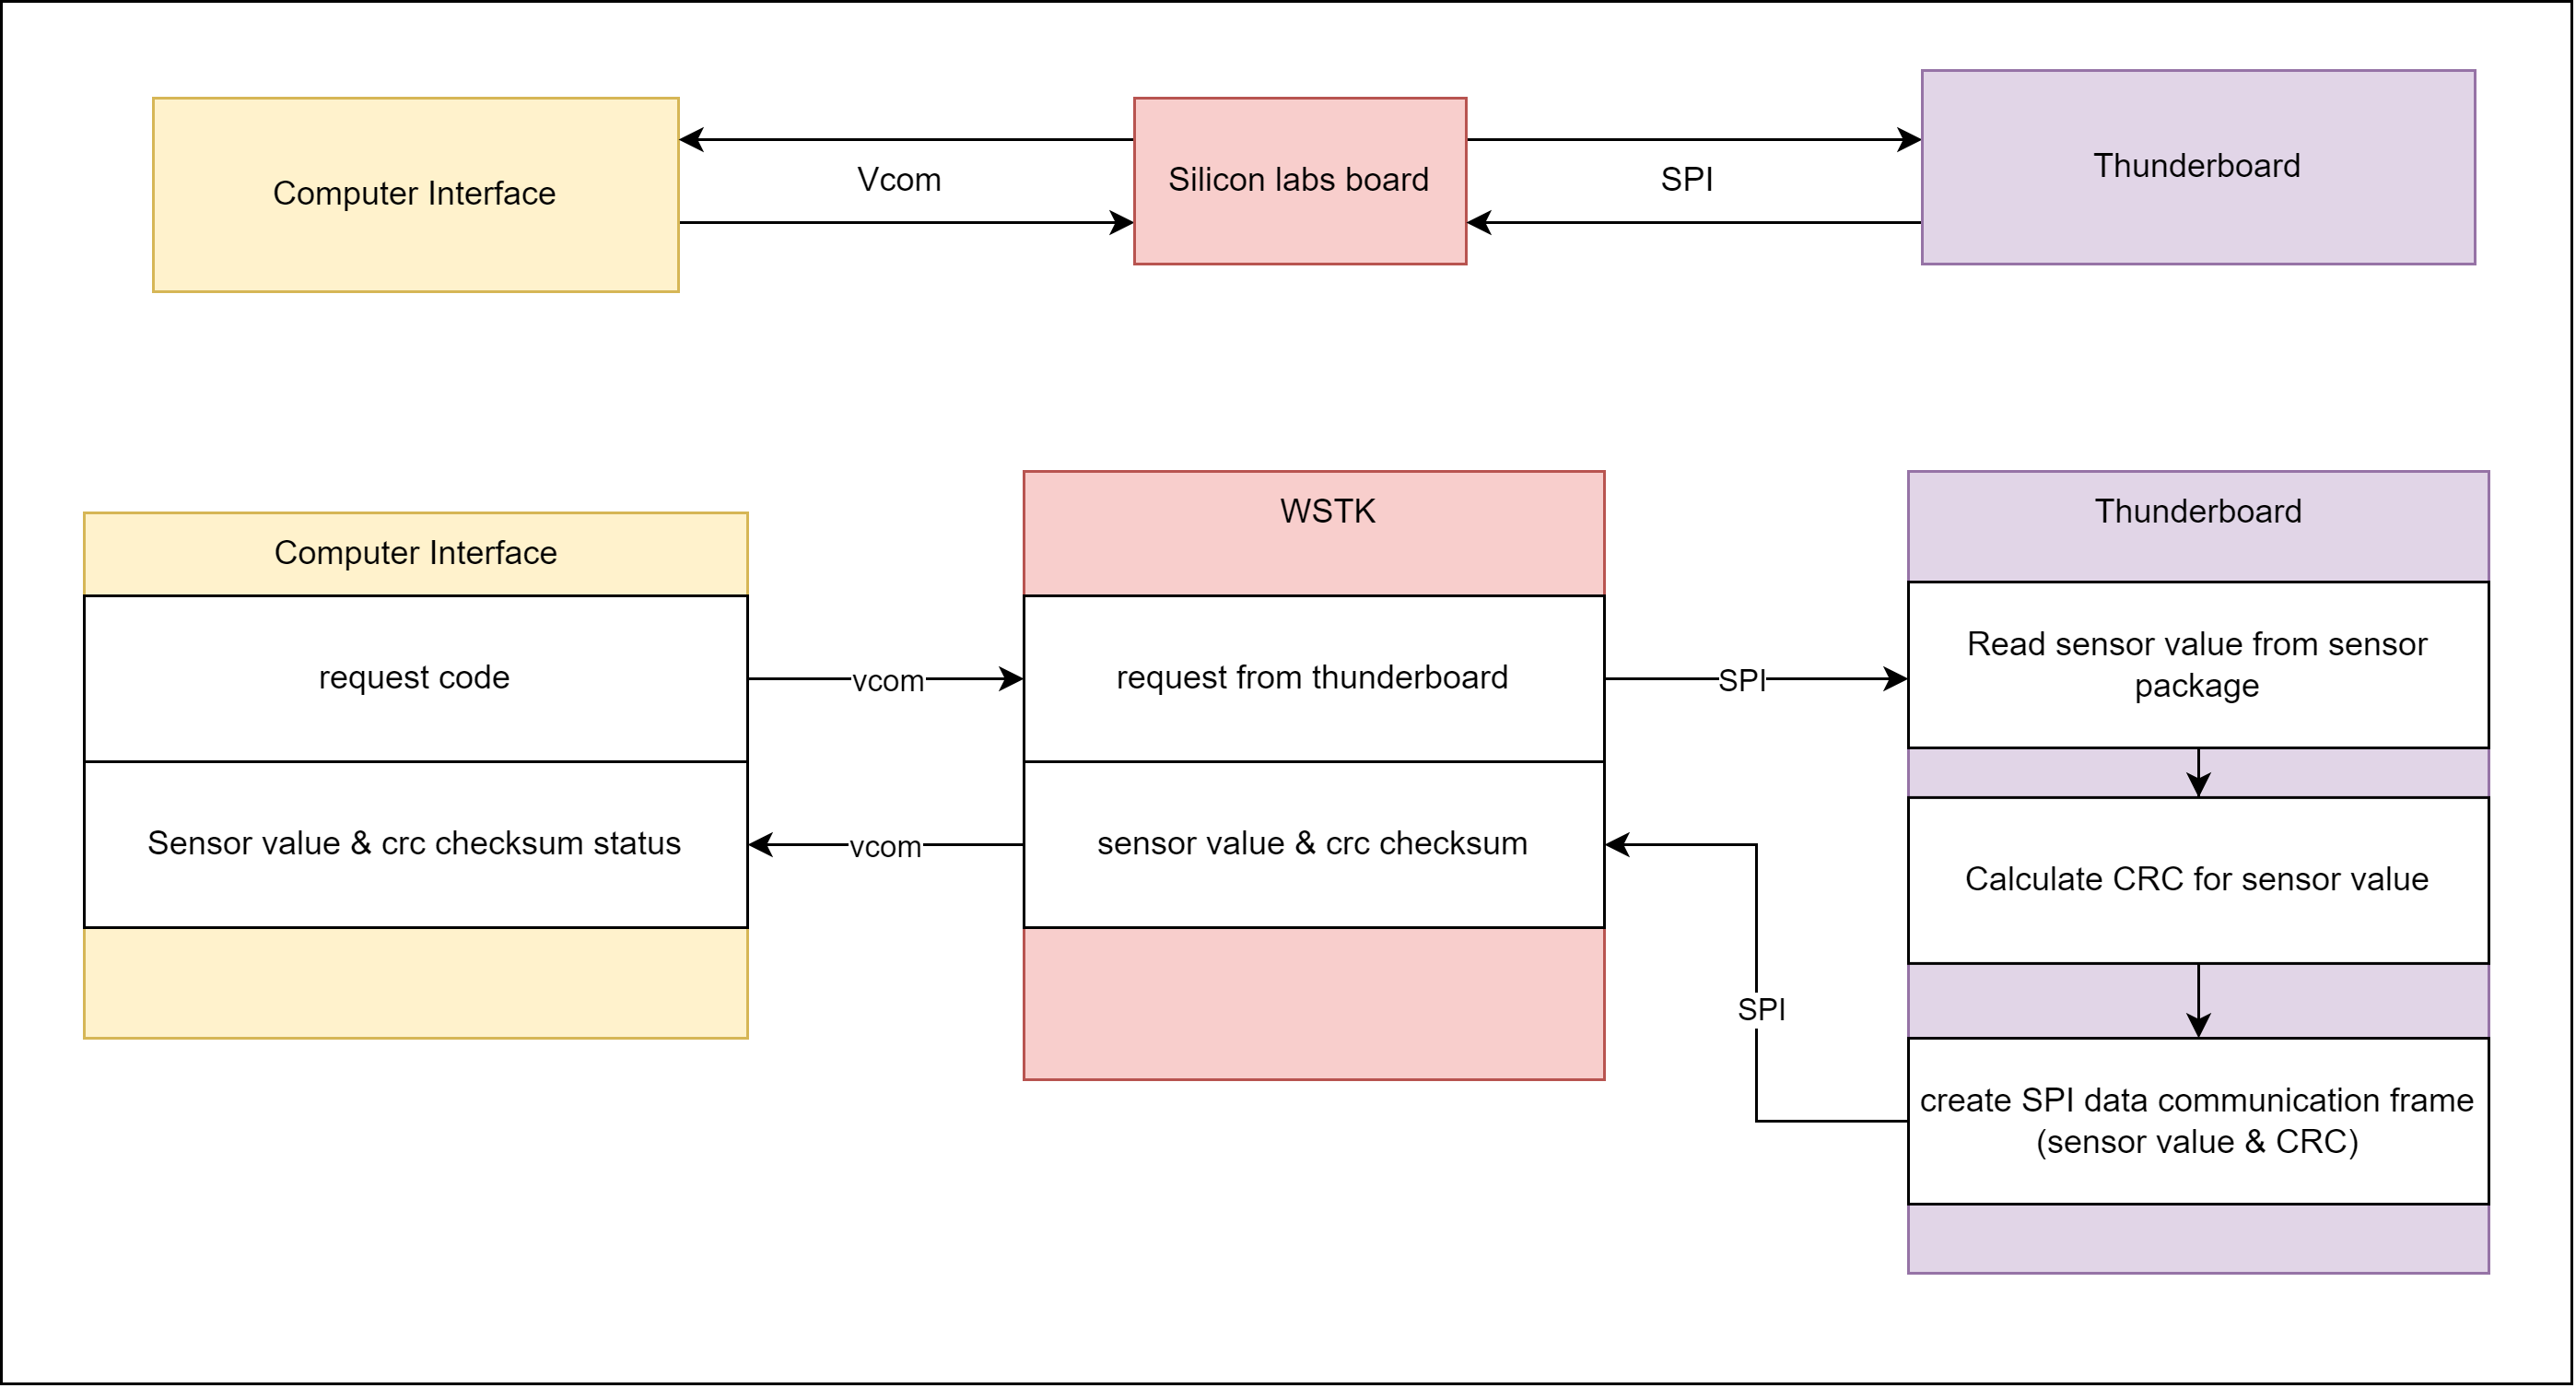 Computer Interface
Vcom
Silicon labs board
SPI
Thunderboard
Computer Interface
request code
Sensor value & crc checksum status
vcom
vcom
WSTK
request from thunderboard
sensor value & crc checksum
SPI
SPI
Thunderboard
Read sensor value from sensor
package
Calculate CRC for sensor value
create SPI data communication frame
(sensor value & CRC)